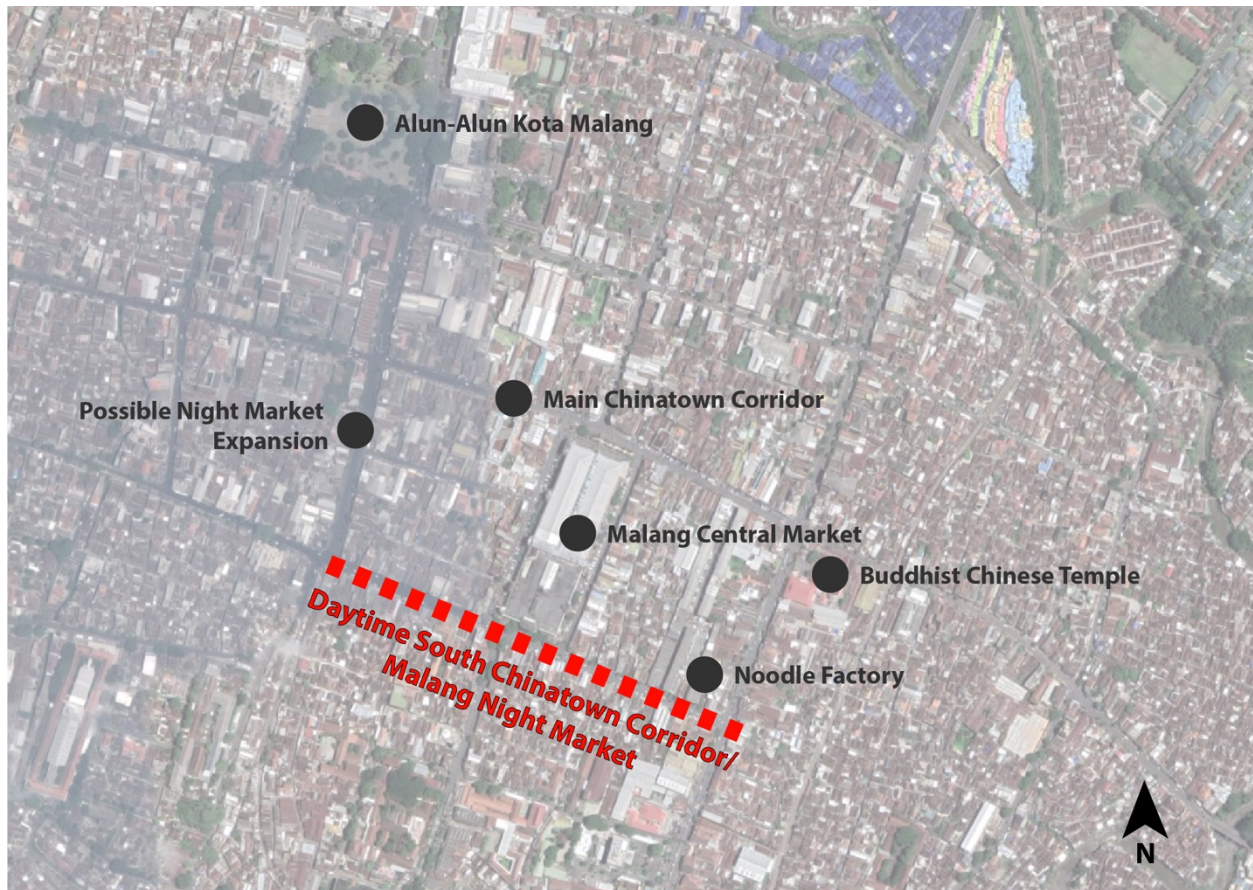 Alun-Alun Kota Malang
Main Chinatown Corridor
Possible Night Market
Expansion
Malang Central Market
Buddhist Chinese Temple
Daytime South Chinatown Corridor/
Malang Night Market
Noodle Factory
N